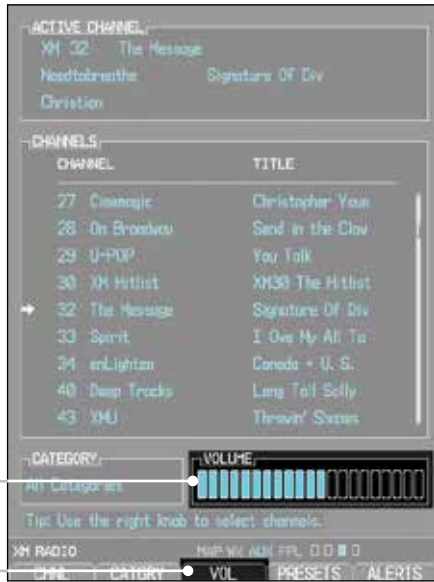 ACTIVE CHANNEL
XM 32 The Message
Needtobreathe Signature Of Div
Christian
CHANNELS
CHANNEL TITLE
27 Cinemagic Christopher Youn
28 On Broadway Send in the Clow
29 U-POP You Talk
30 XM Hitlist XM30 The Hitlist
32 The Message Signature Of Div
33 Spirit I Owe My All To
34 enLighten Canada + U. S.
40 Deep Tracks Long Tall Sally
43 XMU Throwin' Shapes
CATEGORY VOLUME
All Categories
Tip: Use the right knob to select channels.
XM RADIO MAP WX AUX FPL
CHNL CATGRY VOL PRESETS ALERTS